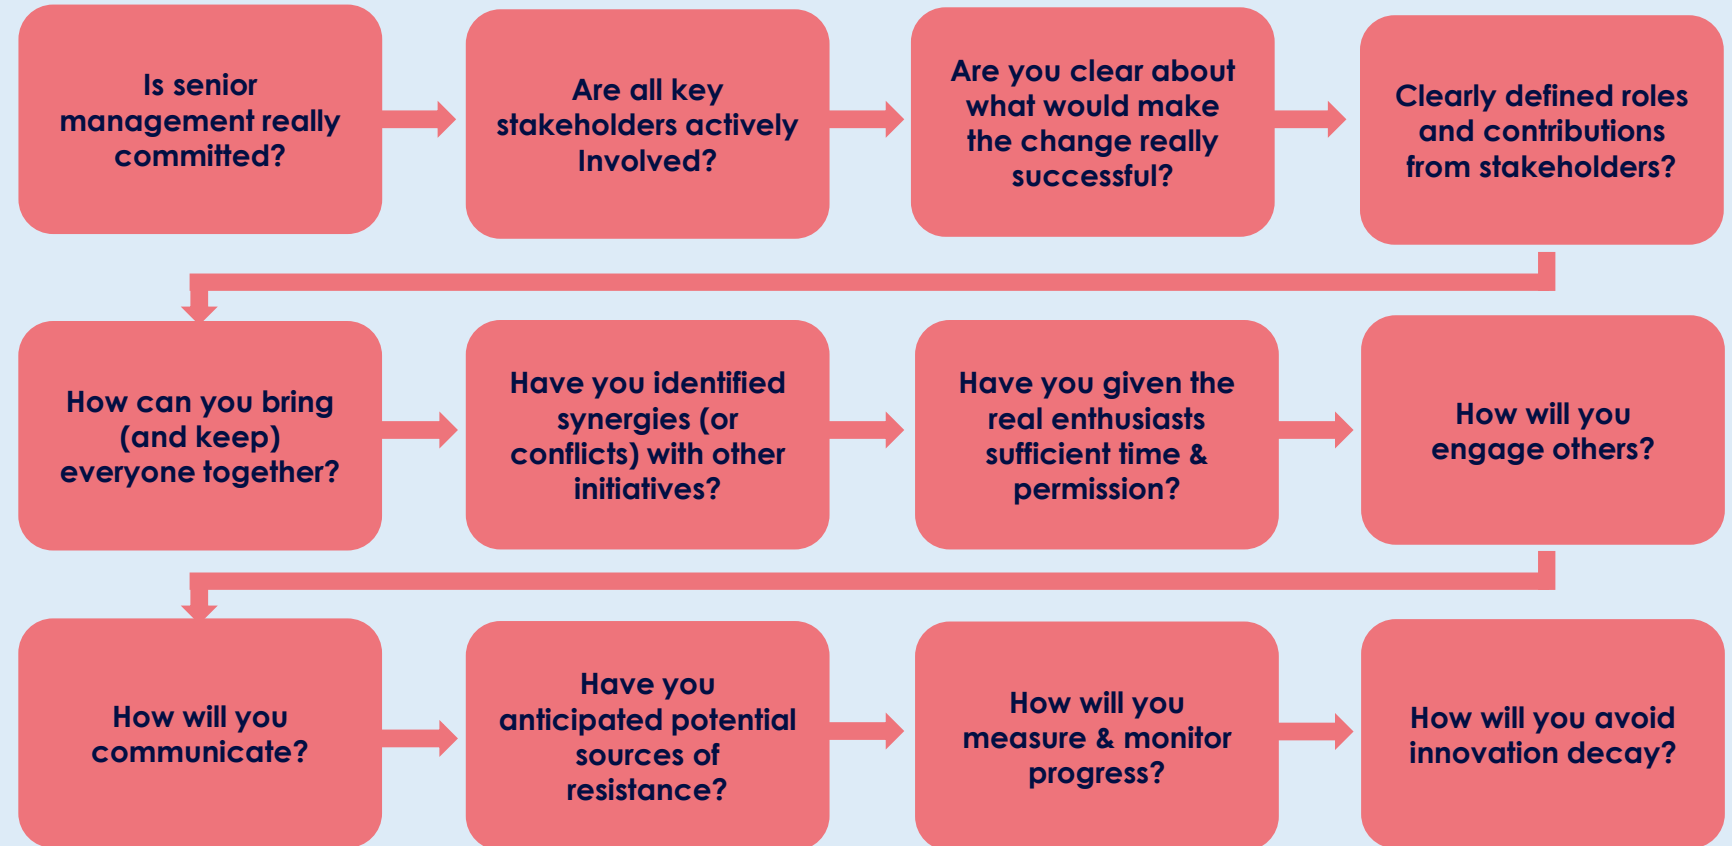 Is senior
management really
committed?
Are all key
stakeholders actively
Involved?
Are you clear about
what would make
the change really
successful?
Clearly defined roles
and contributions
from stakeholders?
How can you bring
(and keep)
everyone together?
Have you identified
synergies (or
conflicts) with other
initiatives?
Have you given the
real enthusiasts
sufficient time &
permission?
How will you
engage others?
How will you
communicate?
Have you
anticipated potential
sources of
resistance?
How will you
measure & monitor
progress?
How will you avoid
innovation decay?